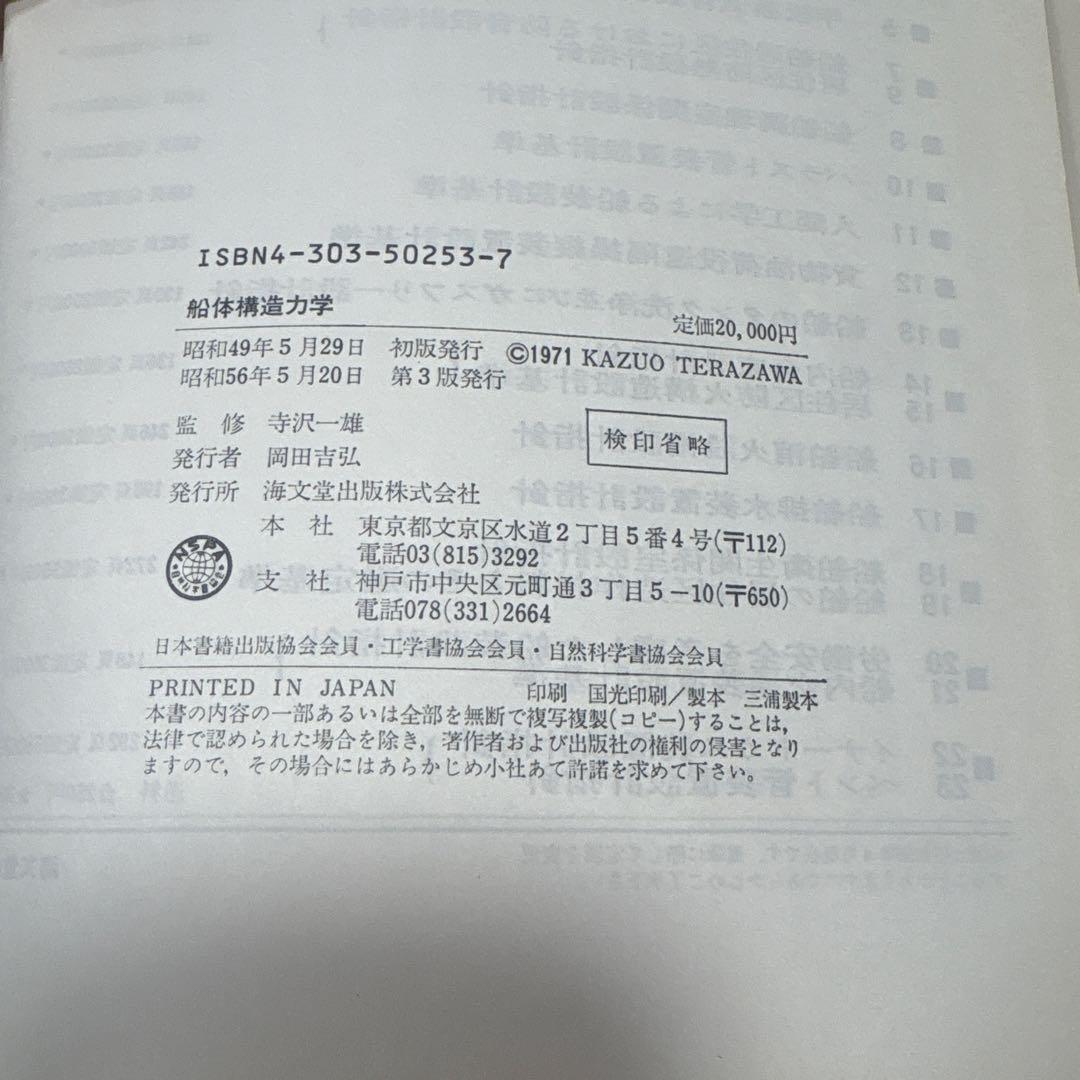 ISBN4-303-50253-7
船体構造力学
定価20,000円
昭和49年5月29日 初版発行 ©1971 KAZUO TERAZAWA
昭和56年5月20日 第3版発行
監修 寺沢一雄
検印省略
発行者 岡田吉弘
発行所 海文堂出版株式会社
本社 東京都文京区水道2丁目5番4号(〒112)
電話03(815)3292
支社 神戸市中央区元町通3丁目5-10(〒650)
電話078(331)2664
NSPA
日本書籍出版協会会員・工学書協会会員・自然科学書協会会員
PRINTED IN JAPAN 印刷 国光印刷/製本 三浦製本
本書の内容の一部あるいは全部を無断で複写複製(コピー)することは,
法律で認められた場合を除き, 著作者および出版社の権利の侵害となり
ますので, その場合にはあらかじめ小社あて許諾を求めて下さい。